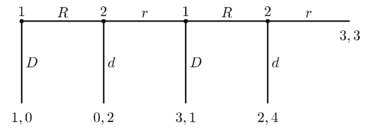 1 R 2 r 1 R 2 r
3, 3
D d D d
1, 0 0, 2 3, 1 2, 4